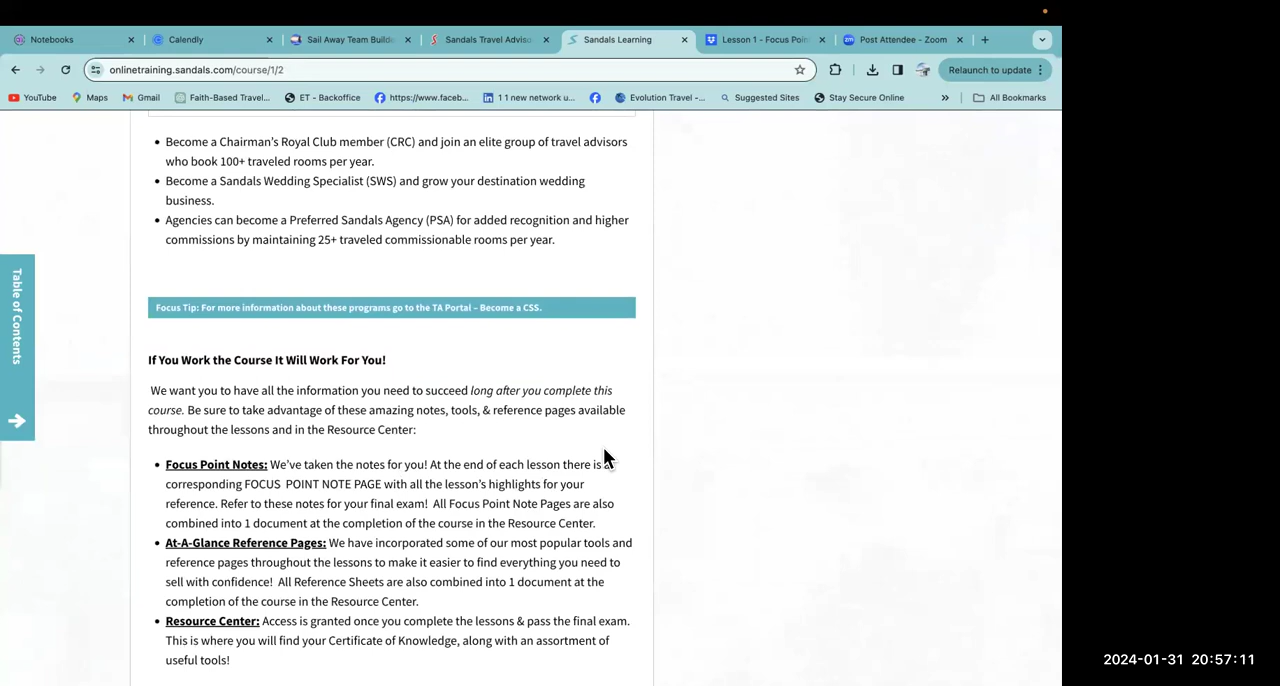 Notebooks
Calendly
Sail Away Team Builde
Sandals Travel Advisc
Sandals Learning
Lesson 1 - Focus Poin
Post Attendee - Zoom
onlinetraining.sandals.com/course/1/2
Relaunch to update
YouTube
Maps
Gmail
Faith-Based Travel...
ET - Backoffice
https://www.faceb...
1 1 new network u...
Evolution Travel -...
Suggested Sites
Stay Secure Online
»
All Bookmarks
• Become a Chairman's Royal Club member (CRC) and join an elite group of travel advisors
who book 100+ traveled rooms per year.
• Become a Sandals Wedding Specialist (SWS) and grow your destination wedding
business.
• Agencies can become a Preferred Sandals Agency (PSA) for added recognition and higher
commissions by maintaining 25+ traveled commissionable rooms per year.
Table of Contents
Focus Tip: For more information about these programs go to the TA Portal – Become a CSS.
If You Work the Course It Will Work For You!
We want you to have all the information you need to succeed long after you complete this
course. Be sure to take advantage of these amazing notes, tools, & reference pages available
throughout the lessons and in the Resource Center:
• Focus Point Notes: We've taken the notes for you! At the end of each lesson there is
corresponding FOCUS POINT NOTE PAGE with all the lesson's highlights for your
reference. Refer to these notes for your final exam! All Focus Point Note Pages are also
combined into 1 document at the completion of the course in the Resource Center.
• At-A-Glance Reference Pages: We have incorporated some of our most popular tools and
reference pages throughout the lessons to make it easier to find everything you need to
sell with confidence! All Reference Sheets are also combined into 1 document at the
completion of the course in the Resource Center.
• Resource Center: Access is granted once you complete the lessons & pass the final exam.
This is where you will find your Certificate of Knowledge, along with an assortment of
useful tools!
2024-01-31 20:57:11